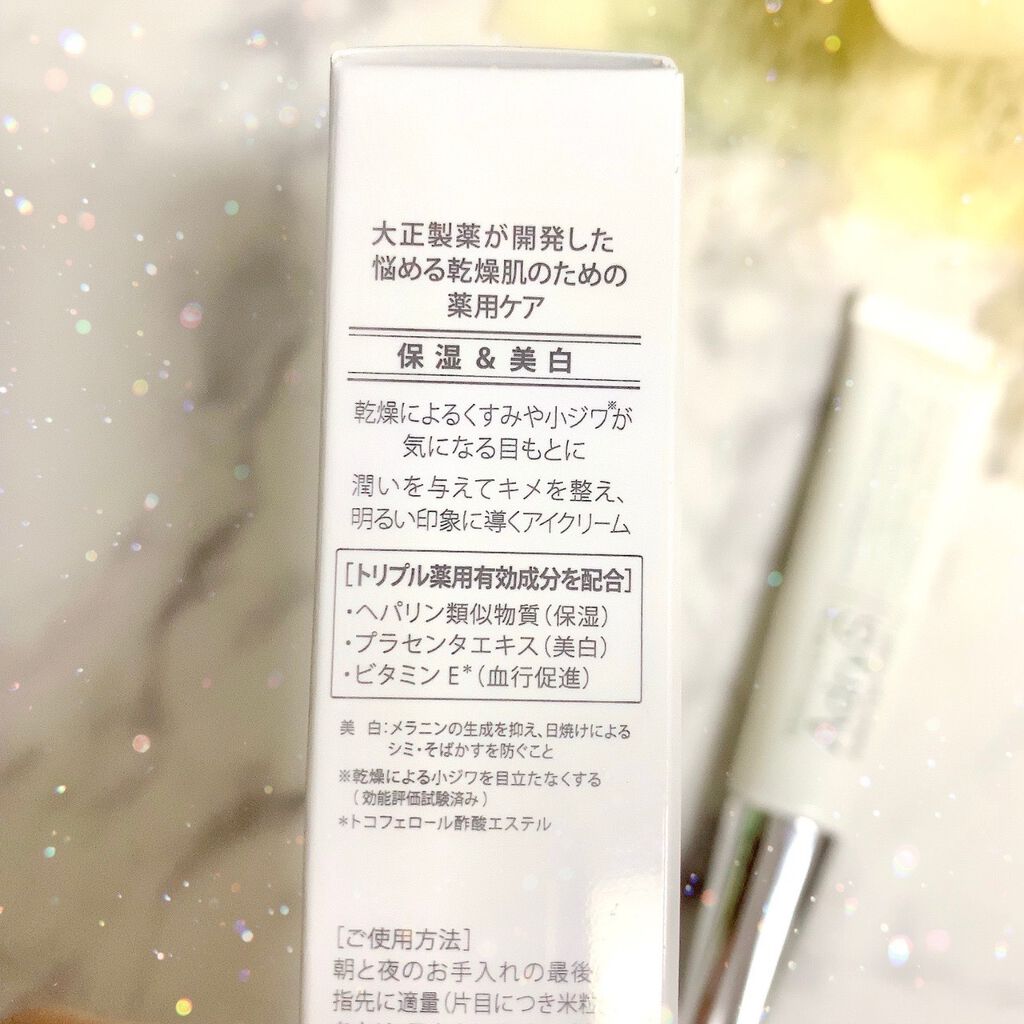 大正製薬が開発した
悩める乾燥肌のための
薬用ケア
保湿&美白
乾燥によるくすみや小ジワ※が
気になる目もとに
潤いを与えてキメを整え、
明るい印象に導くアイクリーム
[トリプル薬用有効成分を配合]
・ヘパリン類似物質(保湿)
・プラセンタエキス(美白)
・ビタミンE*(血行促進)
美 白:メラニンの生成を抑え、日焼けによる
シミ・そばかすを防ぐこと
※乾燥による小ジワを目立たなくする
(効能評価試験済み)
*トコフェロール酢酸エステル
[ご使用方法]
朝と夜のお手入れの最後
指先に適量(片目につき米粒